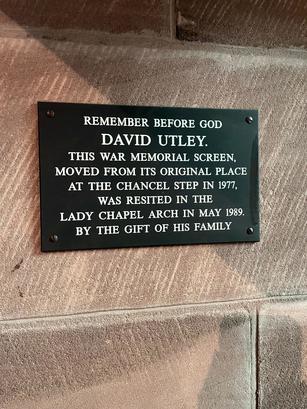 REMEMBER BEFORE GOD
DAVID UTLEY.
THIS WAR MEMORIAL SCREEN,
MOVED FROM ITS ORIGINAL PLACE
AT THE CHANCEL STEP IN 1977,
WAS RESITED IN THE
LADY CHAPEL ARCH IN MAY 1989.
BY THE GIFT OF HIS FAMILY